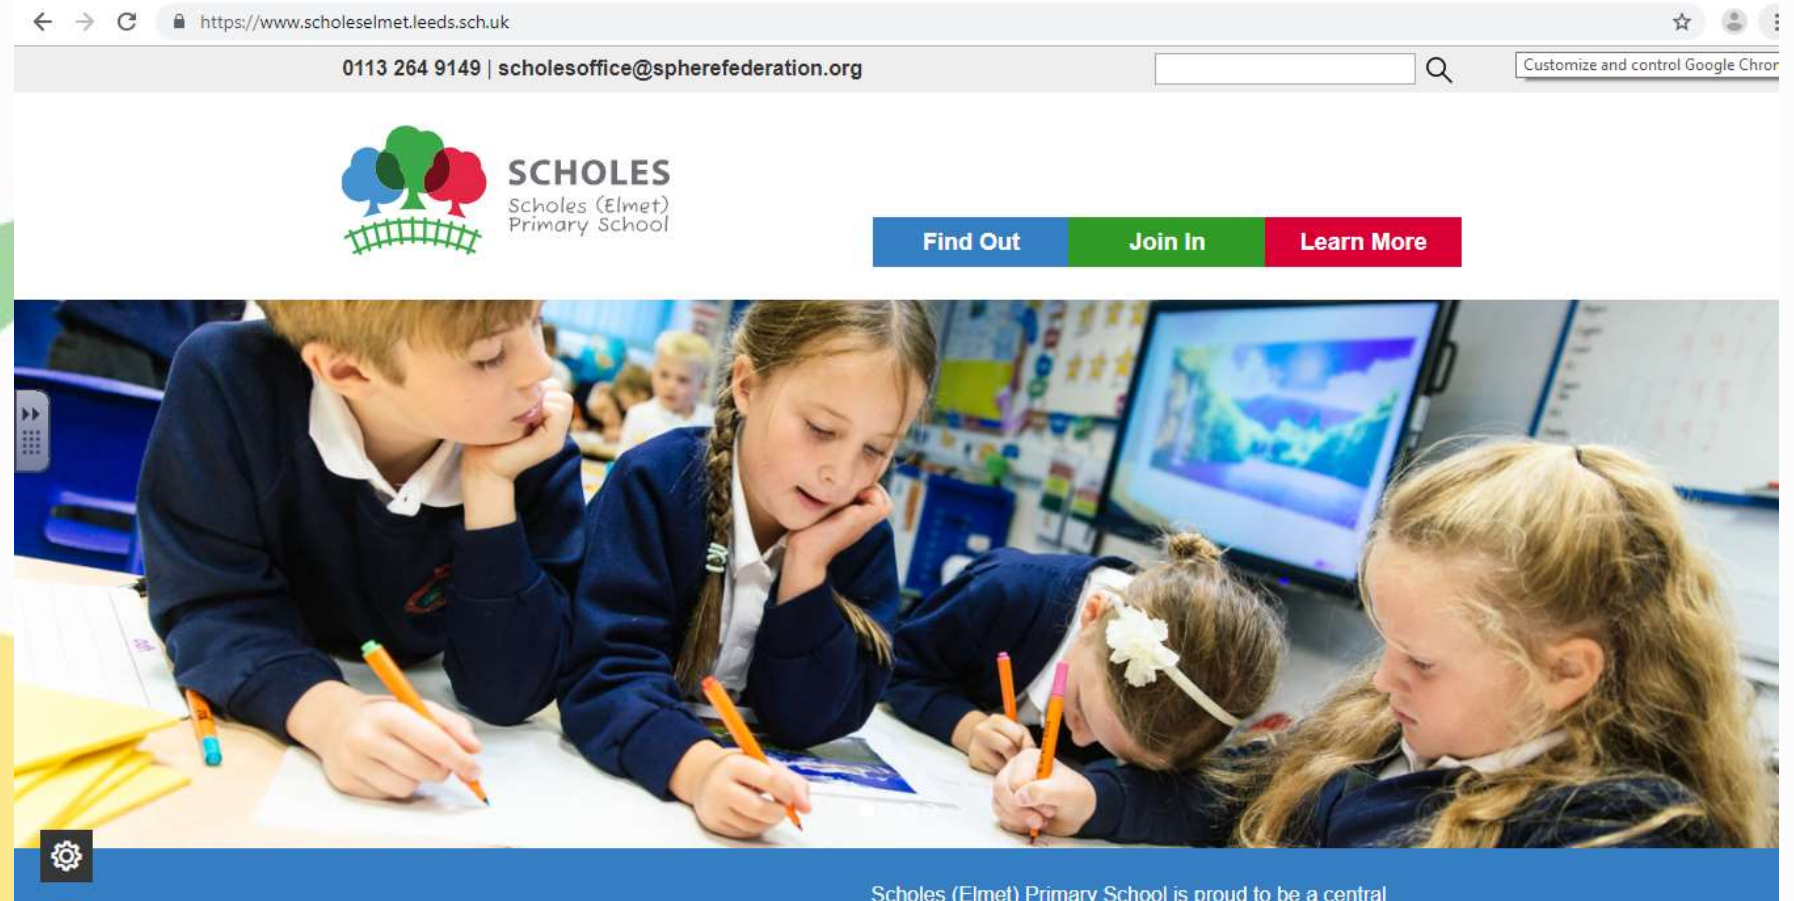 https://www.scholeselmet.leeds.sch.uk
0113 264 9149 | scholesoffice@spherefederation.org
Customize and control Google Chro
SCHOLES
Scholes (Elmet)
Primary School
Find Out
Join In
Learn More
Scholes (Elmet) Primary School is proud to be a central